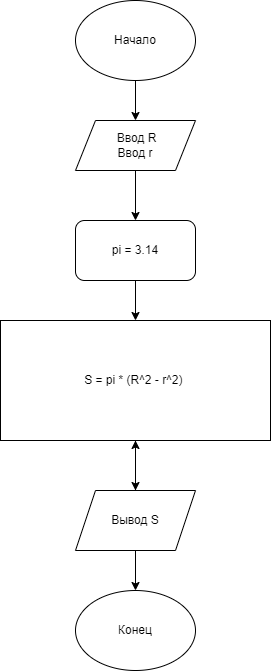 Начало
Ввод R
Ввод r
pi = 3.14
S = pi * (R^2 - r^2)
Вывод S
Конец